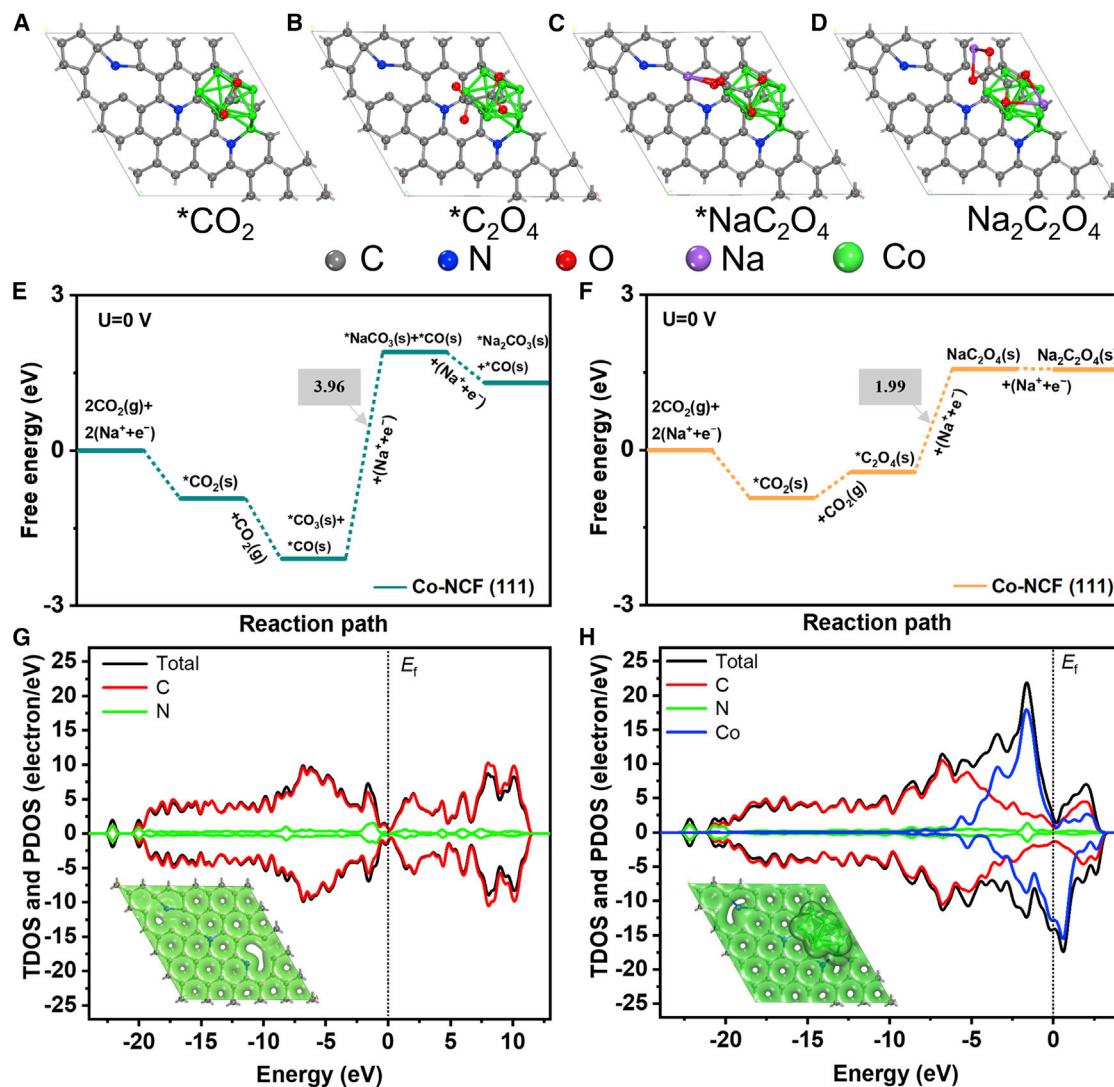 A
B
C
D
*CO₂
*C₂O₄
*NaC₂O₄
Na₂C₂O₄
C
N
O
Na
Co
E
3
0
-3
Free energy (eV)
U=0 V
2CO₂(g)+
2(Na⁺+e⁻)
*CO₂(s)
+CO₂(g)
*CO₃(s)+
*CO(s)
3.96
+(Na⁺+e⁻)
*NaCO₃(s)+*CO(s)
+(Na⁺+e⁻)
*Na₂CO₃(s)
+*CO(s)
Co-NCF (111)
Reaction path
F
3
0
-3
Free energy (eV)
U=0 V
2CO₂(g)+
2(Na⁺+e⁻)
*CO₂(s)
+CO₂(g)
*C₂O₄(s)
1.99
+(Na⁺+e⁻)
NaC₂O₄(s)
+(Na⁺+e⁻)
Na₂C₂O₄(s)
Co-NCF (111)
Reaction path
G
TDOS and PDOS (electron/eV)
25
20
15
10
5
0
-5
-10
-15
-20
-25
Total
C
N
E_f
-20
-15
-10
-5
0
5
10
Energy (eV)
H
TDOS and PDOS (electron/eV)
25
20
15
10
5
0
-5
-10
-15
-20
-25
Total
C
N
Co
E_f
-20
-15
-10
-5
0
Energy (eV)